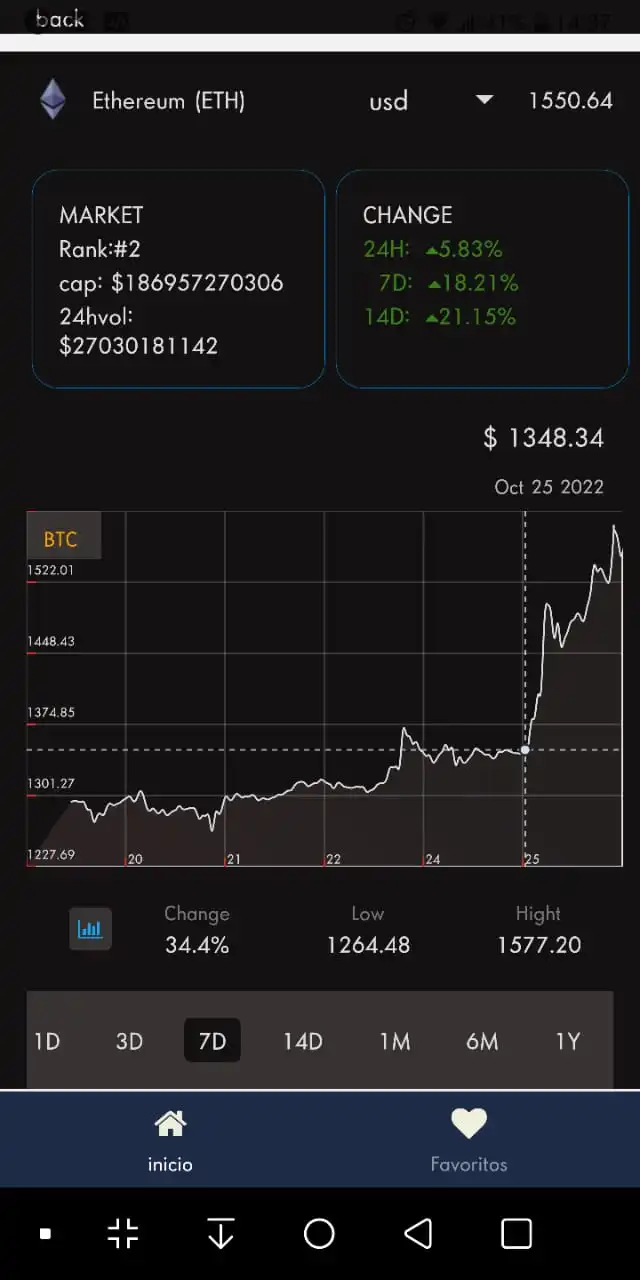 back
Ethereum (ETH) usd 1550.64
MARKET
Rank:#2
cap: $186957270306
24hvol:
$27030181142
CHANGE
24H: ▲5.83%
7D: ▲18.21%
14D: ▲21.15%
$ 1348.34
Oct 25 2022
BTC
1522.01
1448.43
1374.85
1301.27
1227.69
20 21 22 24 25
Change Low Hight
34.4% 1264.48 1577.20
1D 3D 7D 14D 1M 6M 1Y
inicio Favoritos